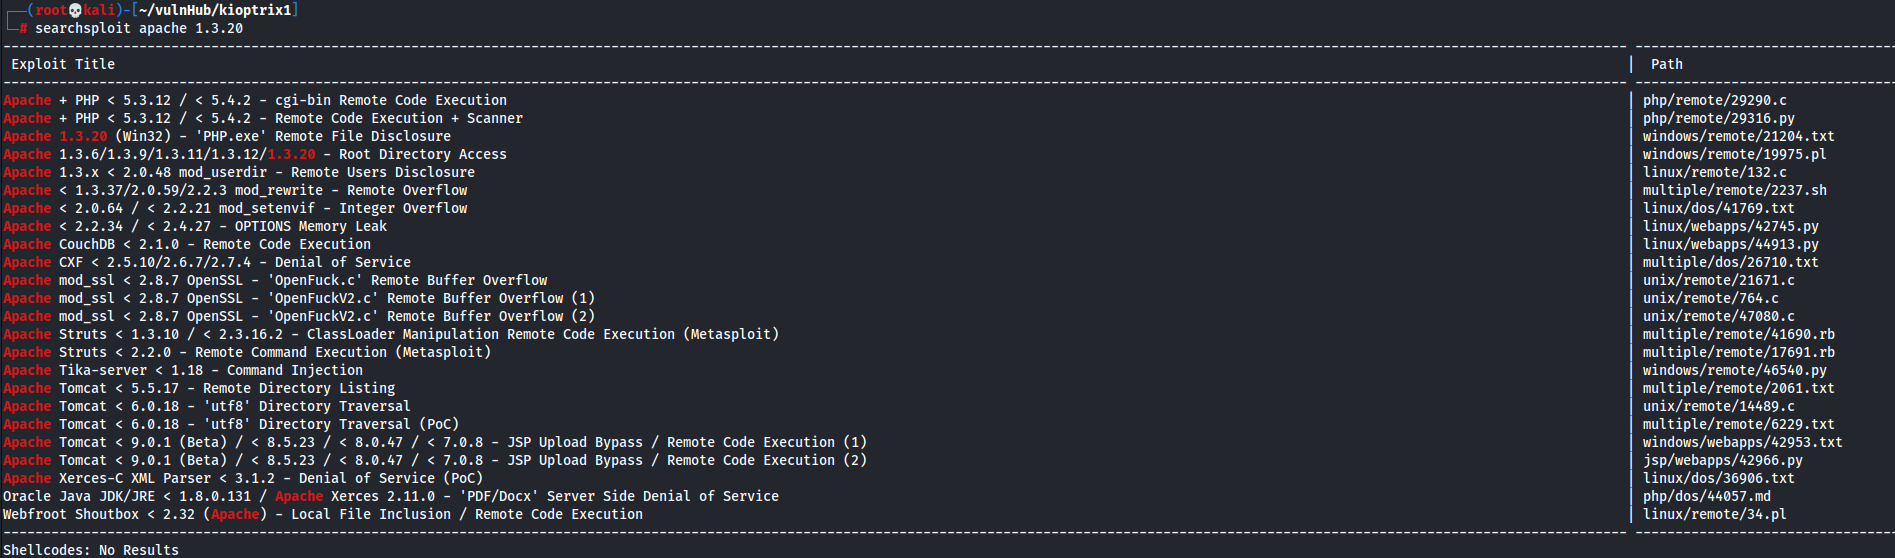 (root💀kali)-[~/vulnHub/kioptrix1]
# searchsploit apache 1.3.20
Exploit Title | Path
Apache + PHP < 5.3.12 / < 5.4.2 - cgi-bin Remote Code Execution | php/remote/29290.c
Apache + PHP < 5.3.12 / < 5.4.2 - Remote Code Execution + Scanner | php/remote/29316.py
Apache 1.3.20 (Win32) - 'PHP.exe' Remote File Disclosure | windows/remote/21204.txt
Apache 1.3.6/1.3.9/1.3.11/1.3.12/1.3.20 - Root Directory Access | windows/remote/19975.pl
Apache 1.3.x < 2.0.48 mod_userdir - Remote Users Disclosure | linux/remote/132.c
Apache < 1.3.37/2.0.59/2.2.3 mod_rewrite - Remote Overflow | multiple/remote/2237.sh
Apache < 2.0.64 / < 2.2.21 mod_setenvif - Integer Overflow | linux/dos/41769.txt
Apache < 2.2.34 / < 2.4.27 - OPTIONS Memory Leak | linux/webapps/42745.py
Apache CouchDB < 2.1.0 - Remote Code Execution | linux/webapps/44913.py
Apache CXF < 2.5.10/2.6.7/2.7.4 - Denial of Service | multiple/dos/26710.txt
Apache mod_ssl < 2.8.7 OpenSSL - 'OpenFuck.c' Remote Buffer Overflow | unix/remote/21671.c
Apache mod_ssl < 2.8.7 OpenSSL - 'OpenFuckV2.c' Remote Buffer Overflow (1) | unix/remote/764.c
Apache mod_ssl < 2.8.7 OpenSSL - 'OpenFuckV2.c' Remote Buffer Overflow (2) | unix/remote/47080.c
Apache Struts < 1.3.10 / < 2.3.16.2 - ClassLoader Manipulation Remote Code Execution (Metasploit) | multiple/remote/41690.rb
Apache Struts < 2.2.0 - Remote Command Execution (Metasploit) | multiple/remote/17691.rb
Apache Tika-server < 1.18 - Command Injection | windows/remote/46540.py
Apache Tomcat < 5.5.17 - Remote Directory Listing | multiple/remote/2061.txt
Apache Tomcat < 6.0.18 - 'utf8' Directory Traversal | unix/remote/14489.c
Apache Tomcat < 6.0.18 - 'utf8' Directory Traversal (PoC) | multiple/remote/6229.txt
Apache Tomcat < 9.0.1 (Beta) / < 8.5.23 / < 8.0.47 / < 7.0.8 - JSP Upload Bypass / Remote Code Execution (1) | windows/webapps/42953.txt
Apache Tomcat < 9.0.1 (Beta) / < 8.5.23 / < 8.0.47 / < 7.0.8 - JSP Upload Bypass / Remote Code Execution (2) | jsp/webapps/42966.py
Apache Xerces-C XML Parser < 3.1.2 - Denial of Service (PoC) | linux/dos/36906.txt
Oracle Java JDK/JRE < 1.8.0.131 / Apache Xerces 2.11.0 - 'PDF/Docx' Server Side Denial of Service | php/dos/44057.md
Webfroot Shoutbox < 2.32 (Apache) - Local File Inclusion / Remote Code Execution | linux/remote/34.pl
Shellcodes: No Results